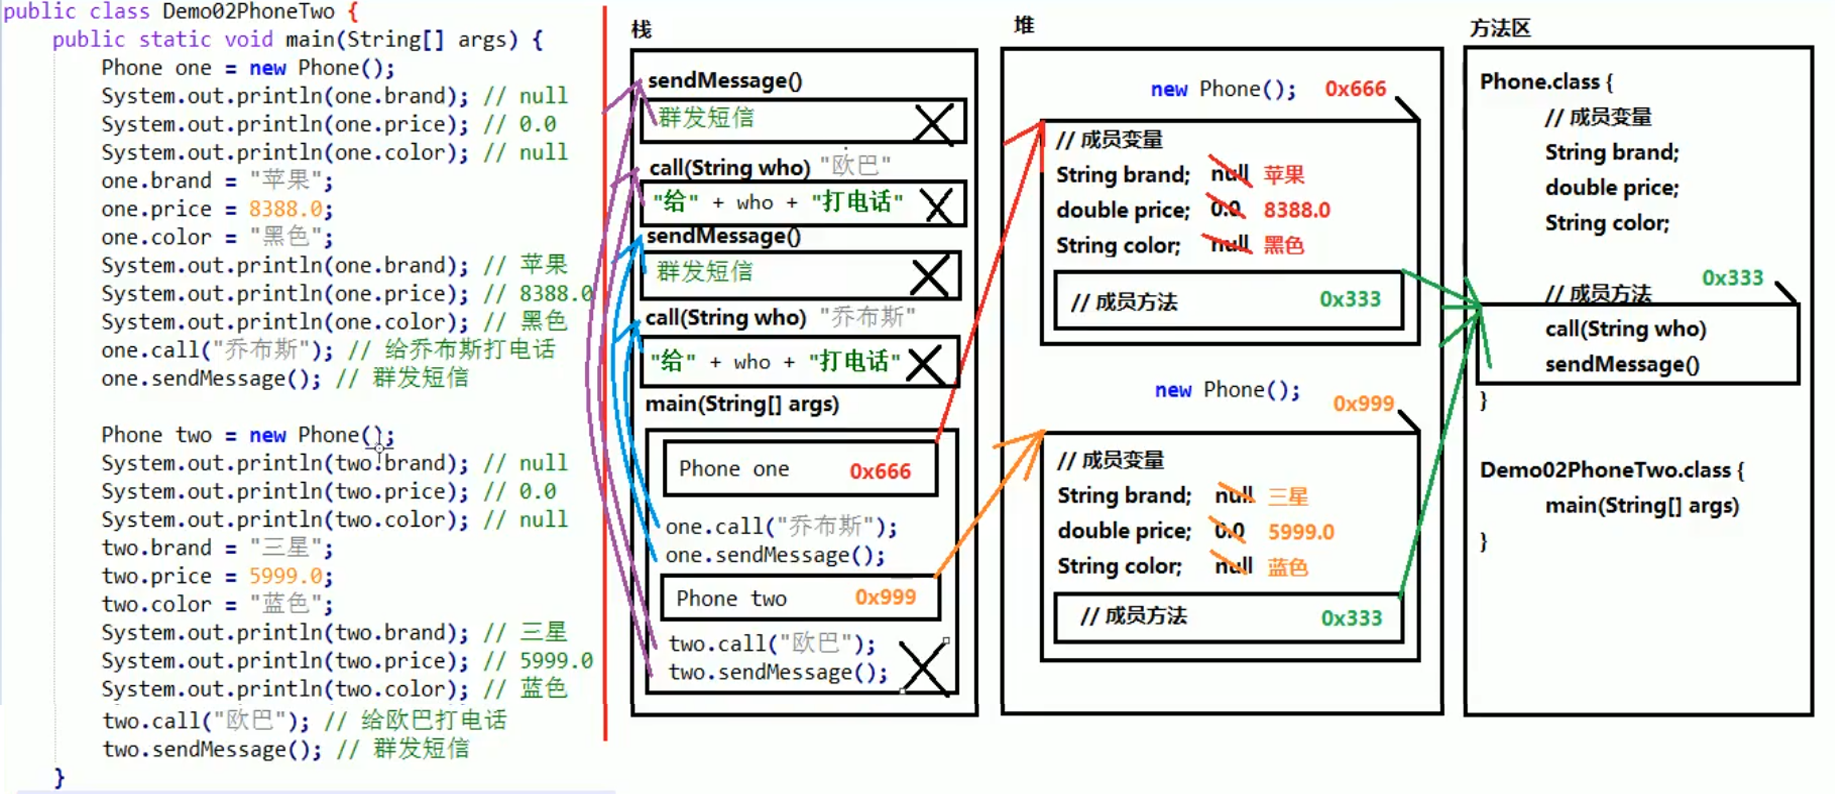 public class Demo02PhoneTwo {
public static void main(String[] args) {
Phone one = new Phone();
System.out.println(one.brand); // null
System.out.println(one.price); // 0.0
System.out.println(one.color); // null
one.brand = "苹果";
one.price = 8388.0;
one.color = "黑色";
System.out.println(one.brand); // 苹果
System.out.println(one.price); // 8388.0
System.out.println(one.color); // 黑色
one.call("乔布斯"); // 给乔布斯打电话
one.sendMessage(); // 群发短信
Phone two = new Phone();
System.out.println(two.brand); // null
System.out.println(two.price); // 0.0
System.out.println(two.color); // null
two.brand = "三星";
two.price = 5999.0;
two.color = "蓝色";
System.out.println(two.brand); // 三星
System.out.println(two.price); // 5999.0
System.out.println(two.color); // 蓝色
two.call("欧巴"); // 给欧巴打电话
two.sendMessage(); // 群发短信
}
栈
sendMessage()
群发短信
call(String who) "欧巴"
"给" + who + "打电话"
sendMessage()
群发短信
call(String who) "乔布斯"
"给" + who + "打电话"
main(String[] args)
Phone one 0x666
one.call("乔布斯");
one.sendMessage();
Phone two 0x999
two.call("欧巴");
two.sendMessage();
堆
new Phone(); 0x666
// 成员变量
String brand; null 苹果
double price; 0.0 8388.0
String color; null 黑色
// 成员方法 0x333
new Phone(); 0x999
// 成员变量
String brand; null 三星
double price; 0.0 5999.0
String color; null 蓝色
// 成员方法 0x333
方法区
Phone.class {
// 成员变量
String brand;
double price;
String color;
// 成员方法 0x333
call(String who)
sendMessage()
}
Demo02PhoneTwo.class {
main(String[] args)
}